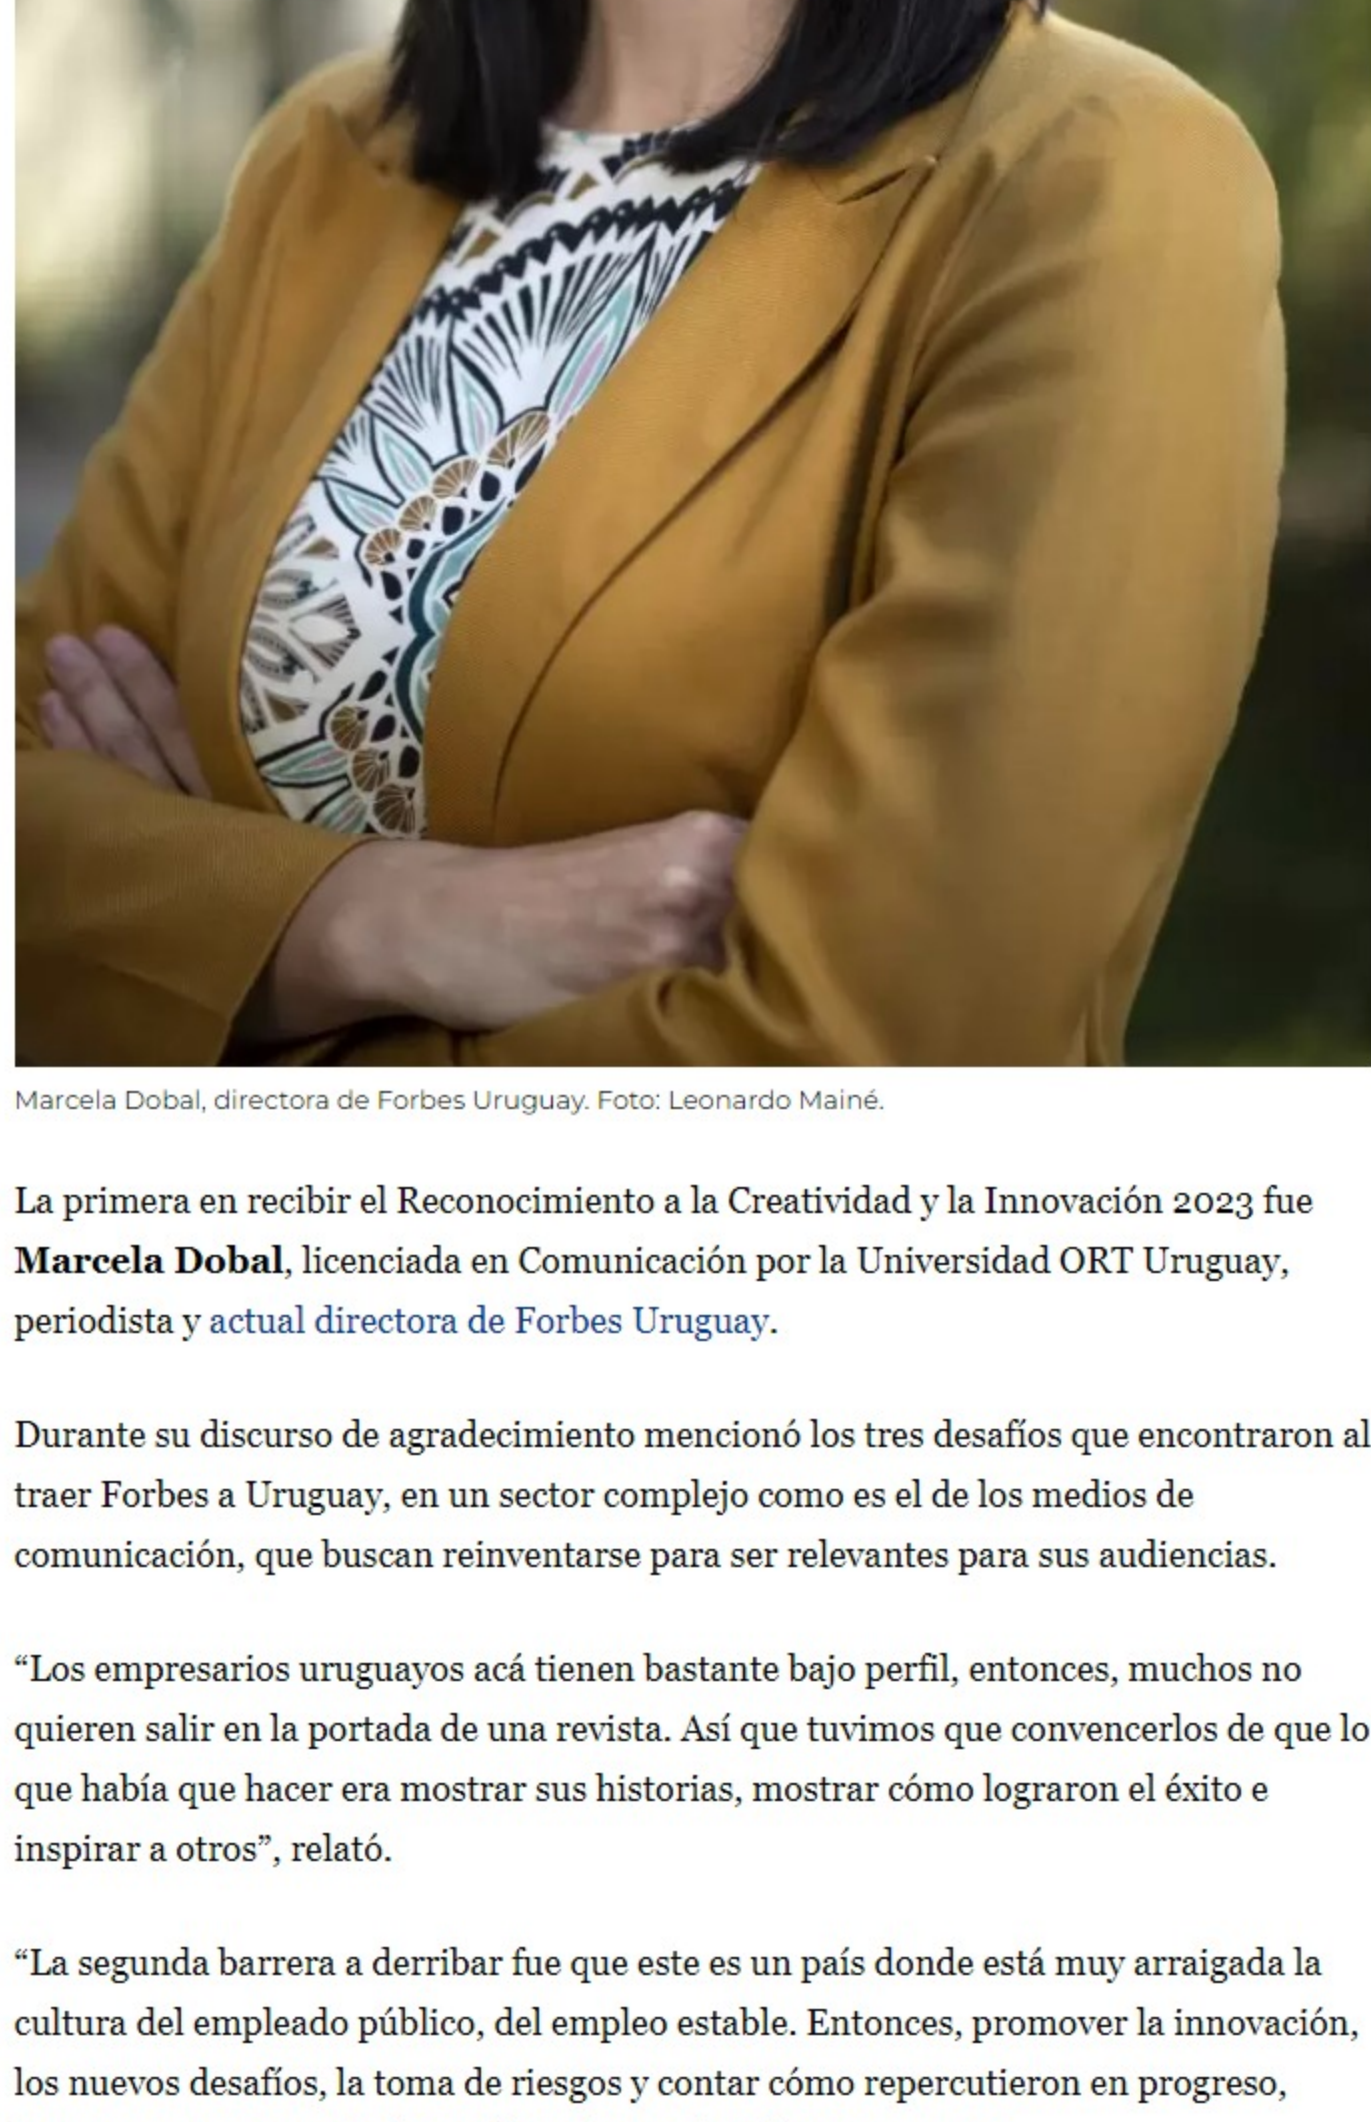 Marcela Dobal, directora de Forbes Uruguay. Foto: Leonardo Mainé.
La primera en recibir el Reconocimiento a la Creatividad y la Innovación 2023 fue
Marcela Dobal, licenciada en Comunicación por la Universidad ORT Uruguay,
periodista y actual directora de Forbes Uruguay.
Durante su discurso de agradecimiento mencionó los tres desafíos que encontraron al
traer Forbes a Uruguay, en un sector complejo como es el de los medios de
comunicación, que buscan reinventarse para ser relevantes para sus audiencias.
“Los empresarios uruguayos acá tienen bastante bajo perfil, entonces, muchos no
quieren salir en la portada de una revista. Así que tuvimos que convencerlos de que lo
que había que hacer era mostrar sus historias, mostrar cómo lograron el éxito e
inspirar a otros”, relató.
“La segunda barrera a derribar fue que este es un país donde está muy arraigada la
cultura del empleado público, del empleo estable. Entonces, promover la innovación,
los nuevos desafíos, la toma de riesgos y contar cómo repercutieron en progreso,